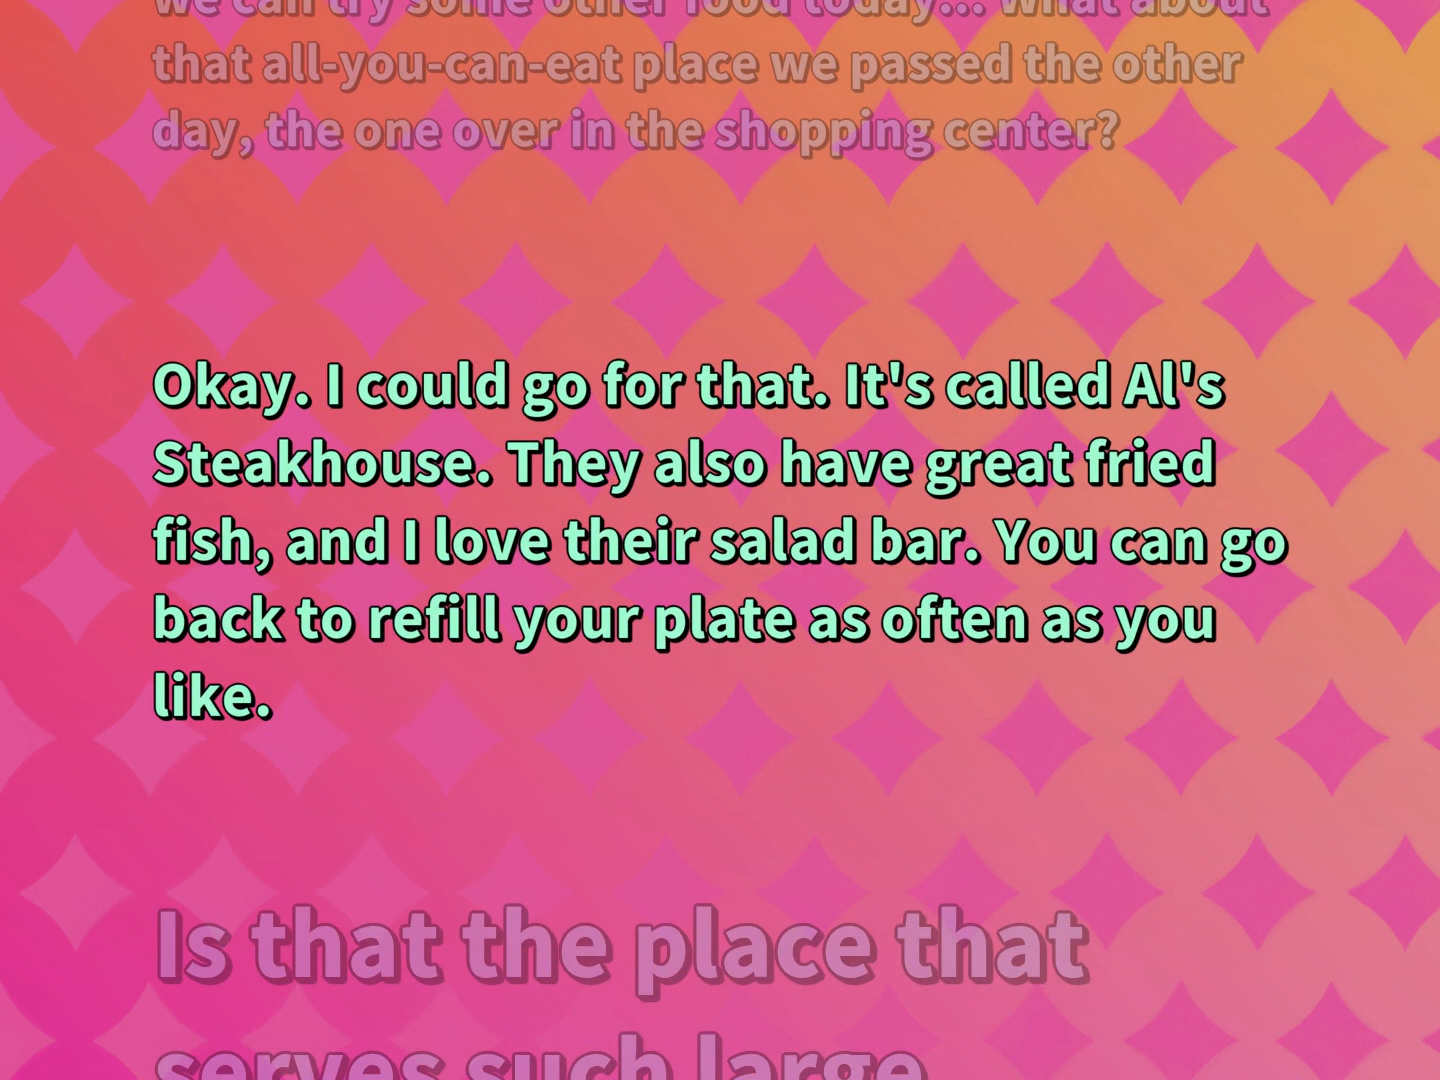 we can try some other food today... what about
that all-you-can-eat place we passed the other
day, the one over in the shopping center?
Okay. I could go for that. It's called Al's
Steakhouse. They also have great fried
fish, and I love their salad bar. You can go
back to refill your plate as often as you
like.
Is that the place that
serves such large